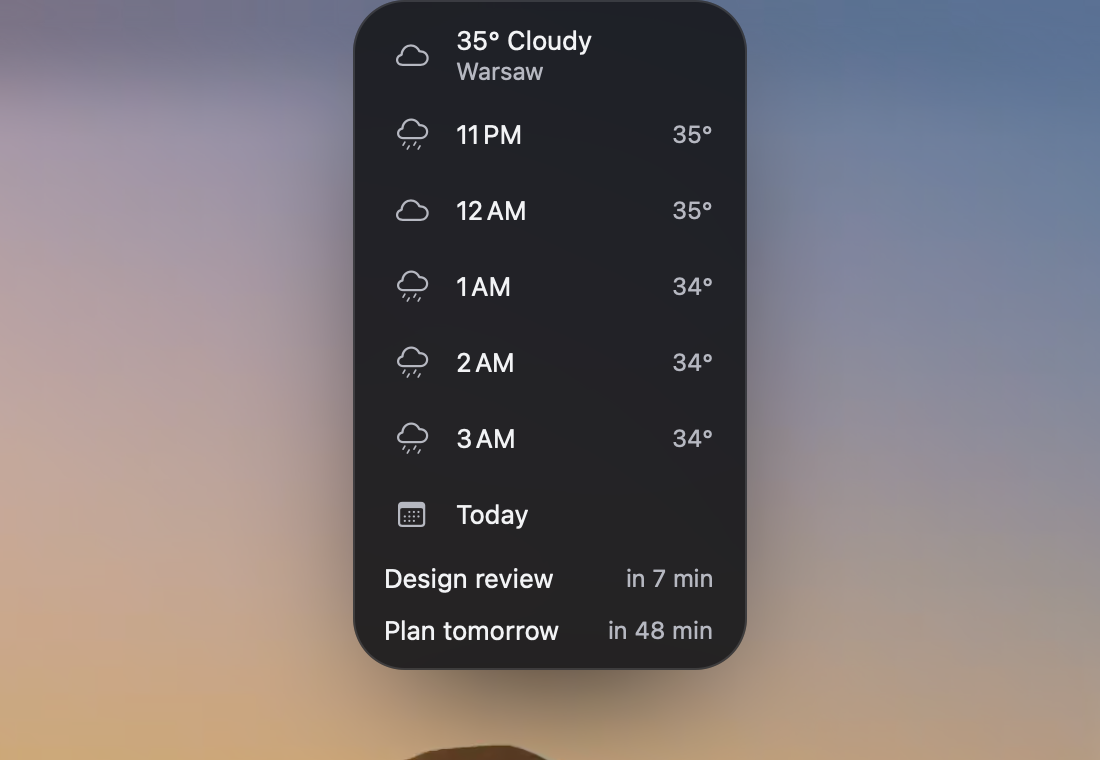 35° Cloudy
Warsaw
11 PM 35°
12 AM 35°
1 AM 34°
2 AM 34°
3 AM 34°
Today
Design review in 7 min
Plan tomorrow in 48 min